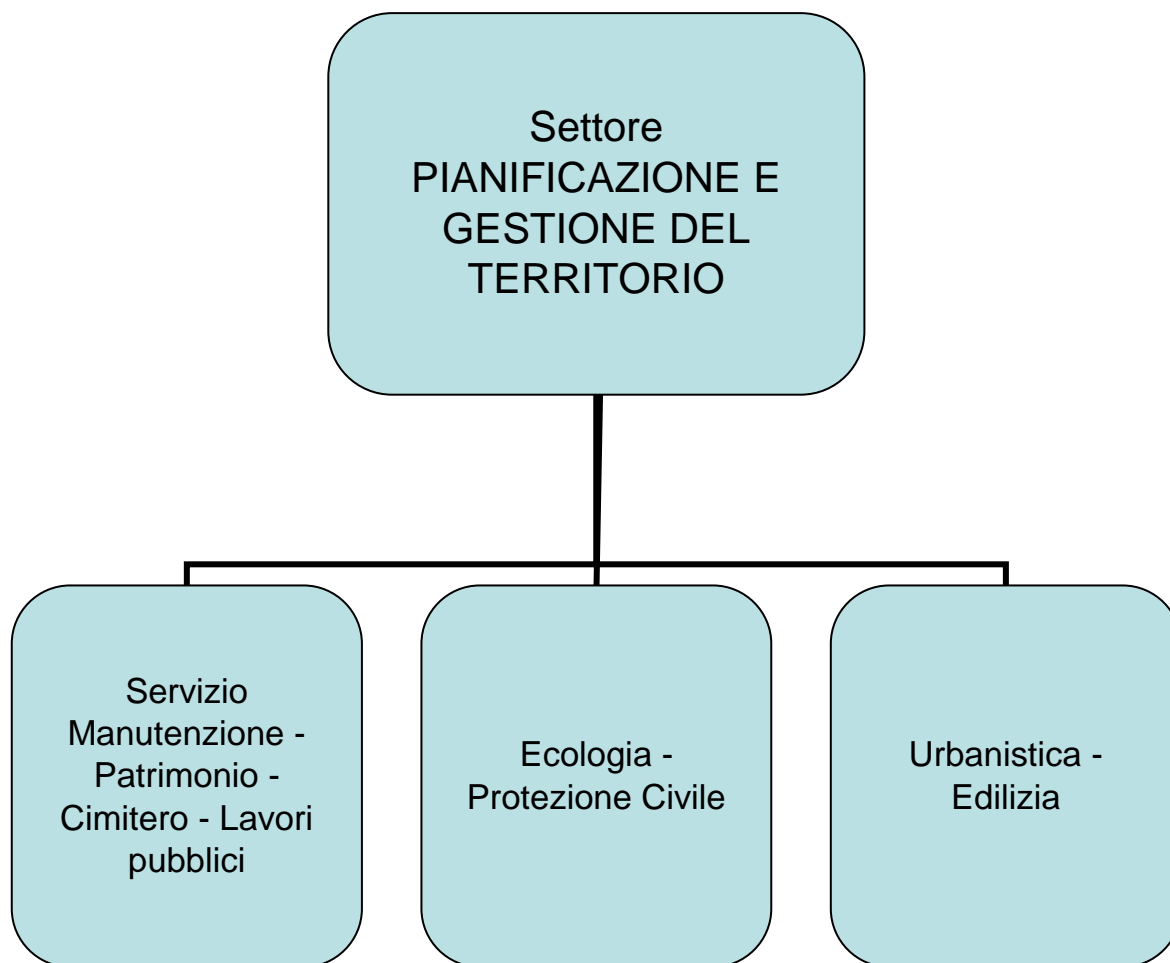 Settore
PIANIFICAZIONE E
GESTIONE DEL
TERRITORIO
Servizio
Manutenzione -
Patrimonio -
Cimitero - Lavori
pubblici
Ecologia -
Protezione Civile
Urbanistica -
Edilizia